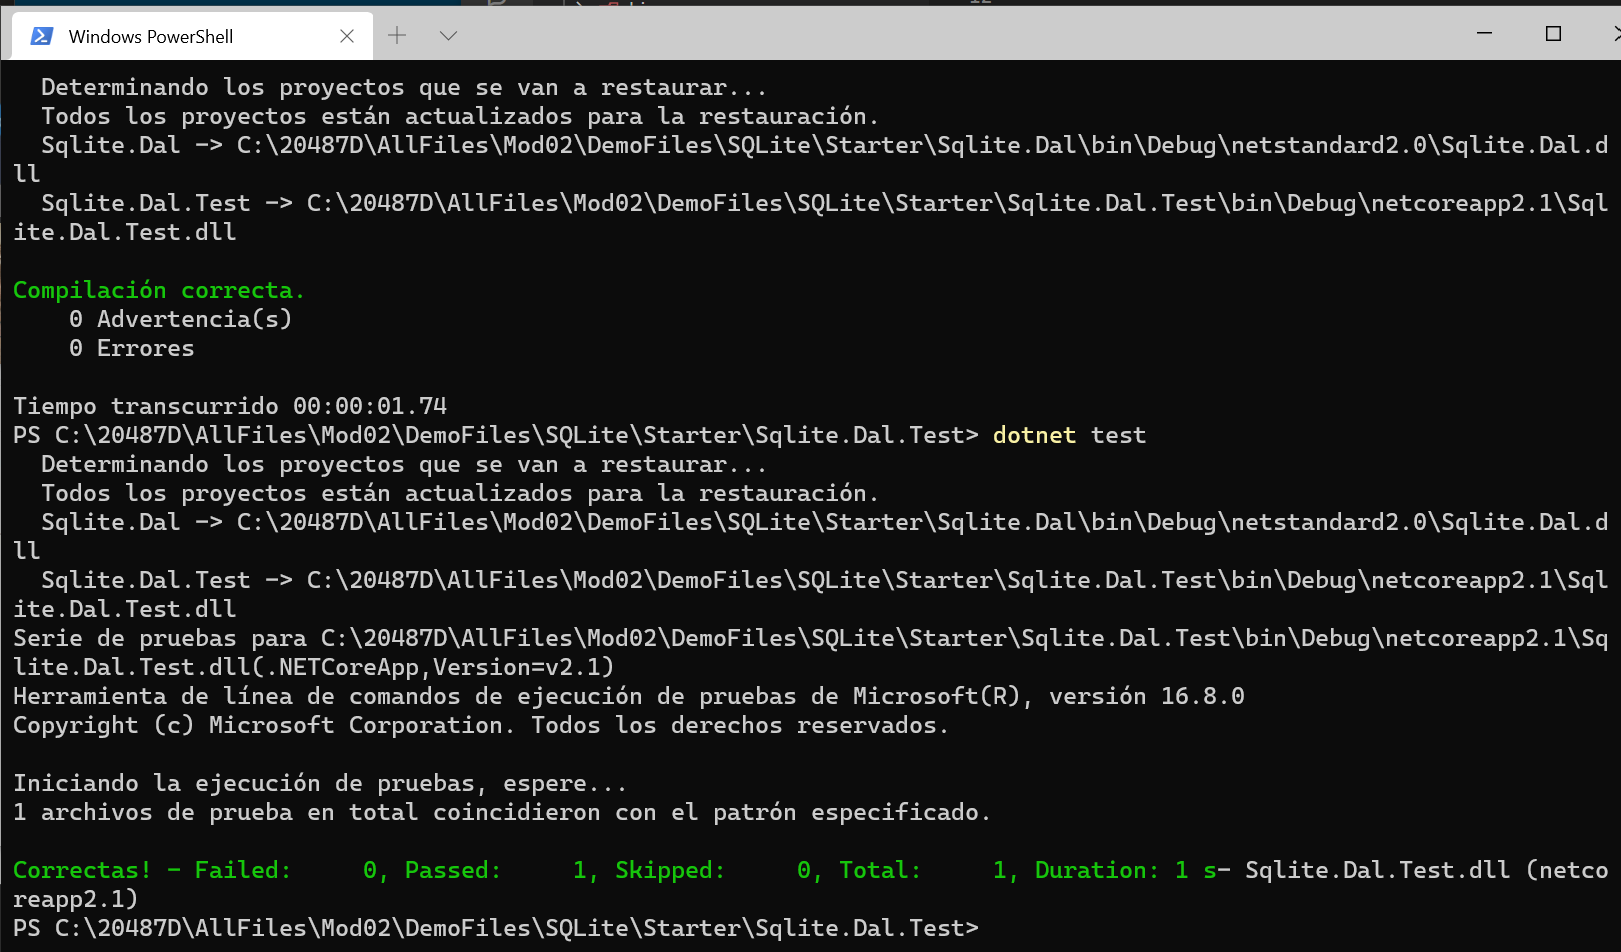 Windows PowerShell
  Determinando los proyectos que se van a restaurar...
  Todos los proyectos están actualizados para la restauración.
  Sqlite.Dal -> C:\20487D\AllFiles\Mod02\DemoFiles\SQLite\Starter\Sqlite.Dal\bin\Debug\netstandard2.0\Sqlite.Dal.d
ll
  Sqlite.Dal.Test -> C:\20487D\AllFiles\Mod02\DemoFiles\SQLite\Starter\Sqlite.Dal.Test\bin\Debug\netcoreapp2.1\Sql
ite.Dal.Test.dll
Compilación correcta.
    0 Advertencia(s)
    0 Errores
Tiempo transcurrido 00:00:01.74
PS C:\20487D\AllFiles\Mod02\DemoFiles\SQLite\Starter\Sqlite.Dal.Test> dotnet test
  Determinando los proyectos que se van a restaurar...
  Todos los proyectos están actualizados para la restauración.
  Sqlite.Dal -> C:\20487D\AllFiles\Mod02\DemoFiles\SQLite\Starter\Sqlite.Dal\bin\Debug\netstandard2.0\Sqlite.Dal.d
ll
  Sqlite.Dal.Test -> C:\20487D\AllFiles\Mod02\DemoFiles\SQLite\Starter\Sqlite.Dal.Test\bin\Debug\netcoreapp2.1\Sql
ite.Dal.Test.dll
Serie de pruebas para C:\20487D\AllFiles\Mod02\DemoFiles\SQLite\Starter\Sqlite.Dal.Test\bin\Debug\netcoreapp2.1\Sq
lite.Dal.Test.dll(.NETCoreApp,Version=v2.1)
Herramienta de línea de comandos de ejecución de pruebas de Microsoft(R), versión 16.8.0
Copyright (c) Microsoft Corporation. Todos los derechos reservados.
Iniciando la ejecución de pruebas, espere...
1 archivos de prueba en total coincidieron con el patrón especificado.
Correctas! - Failed:     0, Passed:     1, Skipped:     0, Total:     1, Duration: 1 s- Sqlite.Dal.Test.dll (netco
reapp2.1)
PS C:\20487D\AllFiles\Mod02\DemoFiles\SQLite\Starter\Sqlite.Dal.Test>